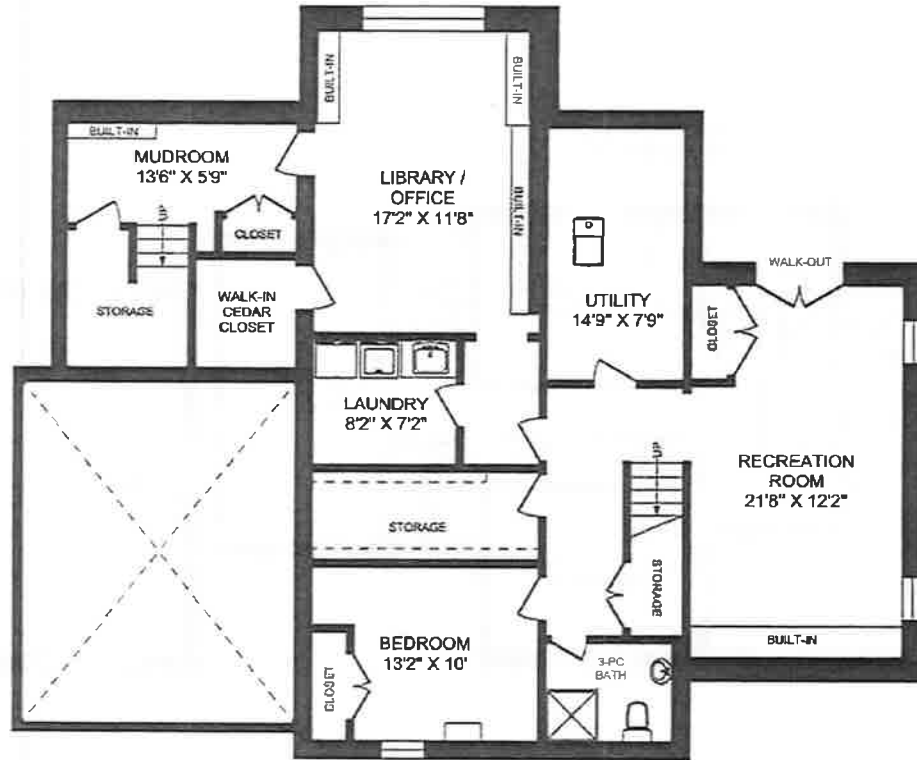 BUILT-IN
BUILT-IN
BUILT-IN
MUDROOM
13'6" X 5'9"
LIBRARY /
OFFICE
17'2" X 11'8"
BUILT-IN
UP
CLOSET
WALK-OUT
STORAGE
WALK-IN
CEDAR
CLOSET
UTILITY
14'9" X 7'9"
CLOSET
LAUNDRY
8'2" X 7'2"
UP
RECREATION
ROOM
21'8" X 12'2"
STORAGE
STORAGE
BEDROOM
13'2" X 10'
CLOSET
3-PC
BATH
BUILT-IN